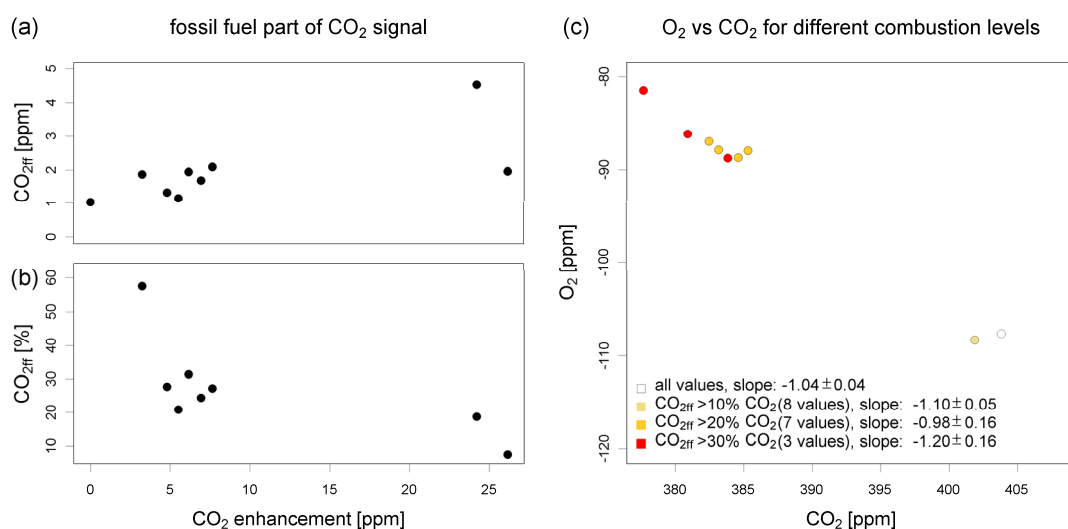 (a)
fossil fuel part of CO₂ signal
CO₂ff [ppm]
5
4
3
2
1
0
(b)
CO₂ff [%]
60
50
40
30
20
10
0
5
10
15
20
25
CO₂ enhancement [ppm]
(c)
O₂ vs CO₂ for different combustion levels
O₂ [ppm]
-80
-90
-100
-110
-120
all values, slope: -1.04±0.04
CO₂ff >10% CO₂(8 values), slope: -1.10±0.05
CO₂ff >20% CO₂(7 values), slope: -0.98±0.16
CO₂ff >30% CO₂(3 values), slope: -1.20±0.16
380
385
390
395
400
405
CO₂ [ppm]